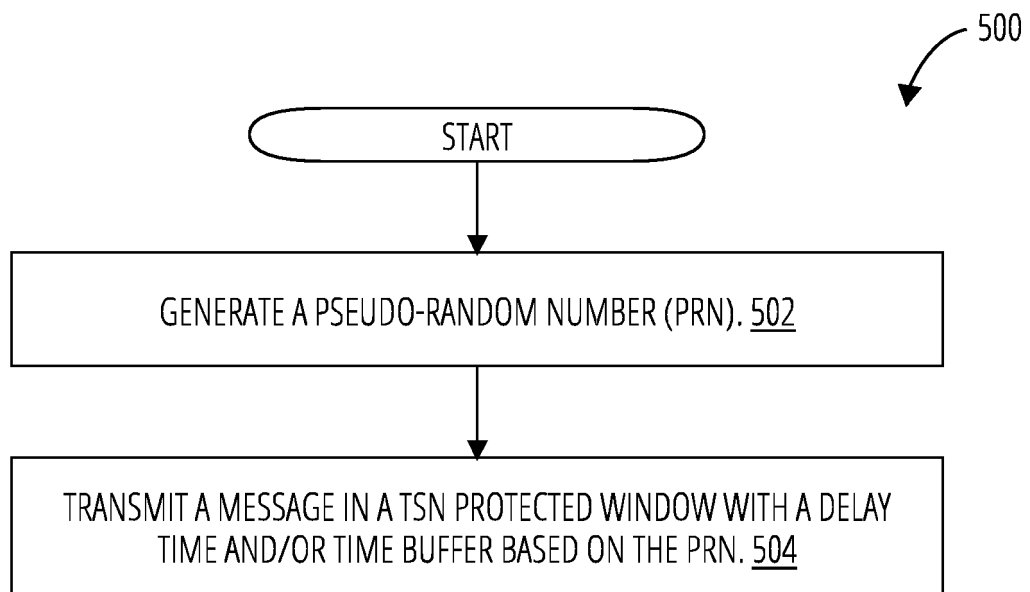 500
START
GENERATE A PSEUDO-RANDOM NUMBER (PRN). 502
TRANSMIT A MESSAGE IN A TSN PROTECTED WINDOW WITH A DELAY
TIME AND/OR TIME BUFFER BASED ON THE PRN. 504